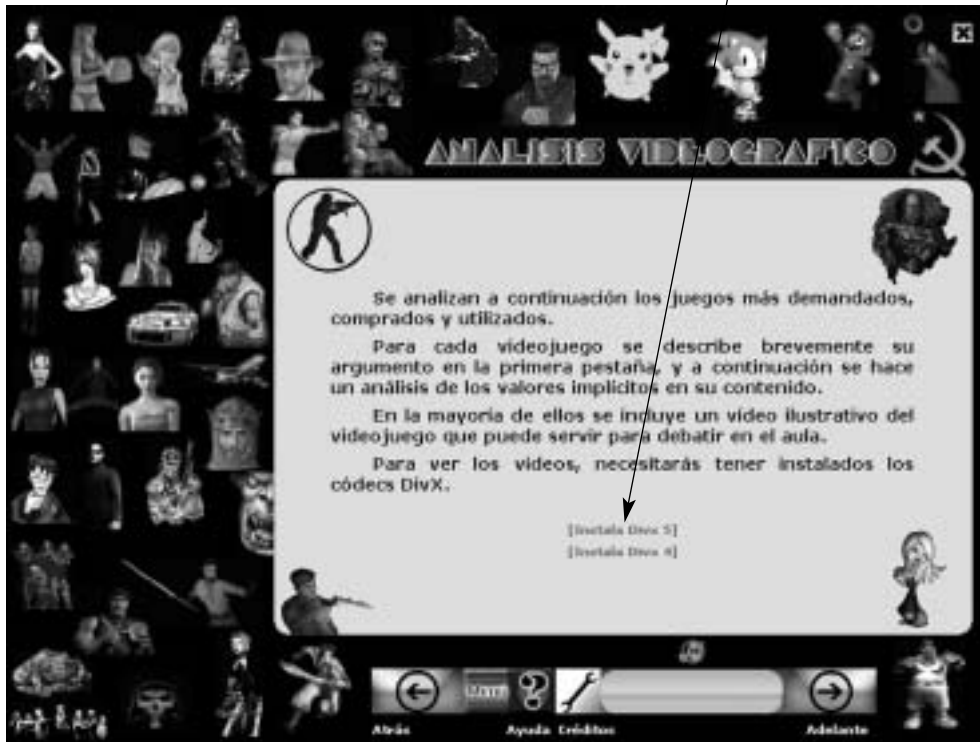 ANALISIS VIDEOGRAFICO
Se analizan a continuación los juegos más demandados,
comprados y utilizados.
Para cada videojuego se describe brevemente su
argumento en la primera pestaña, y a continuación se hace
un análisis de los valores implícitos en su contenido.
En la mayoría de ellos se incluye un vídeo ilustrativo del
videojuego que puede servir para debatir en el aula.
Para ver los videos, necesitarás tener instalados los
códecs DivX.
[Instala Divx 5]
[Instala Divx 4]
Menu
Atrás Ayuda Créditos Adelante